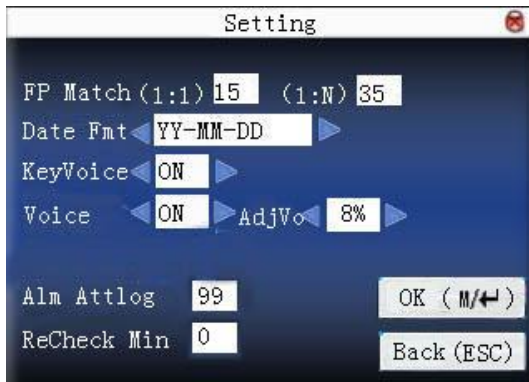 Setting
FP Match (1:1) 15 (1:N) 35
Date Fmt YY-MM-DD
KeyVoice ON
Voice ON AdjVo 8%
Alm Attlog 99
OK (M/↵)
ReCheck Min 0
Back (ESC)